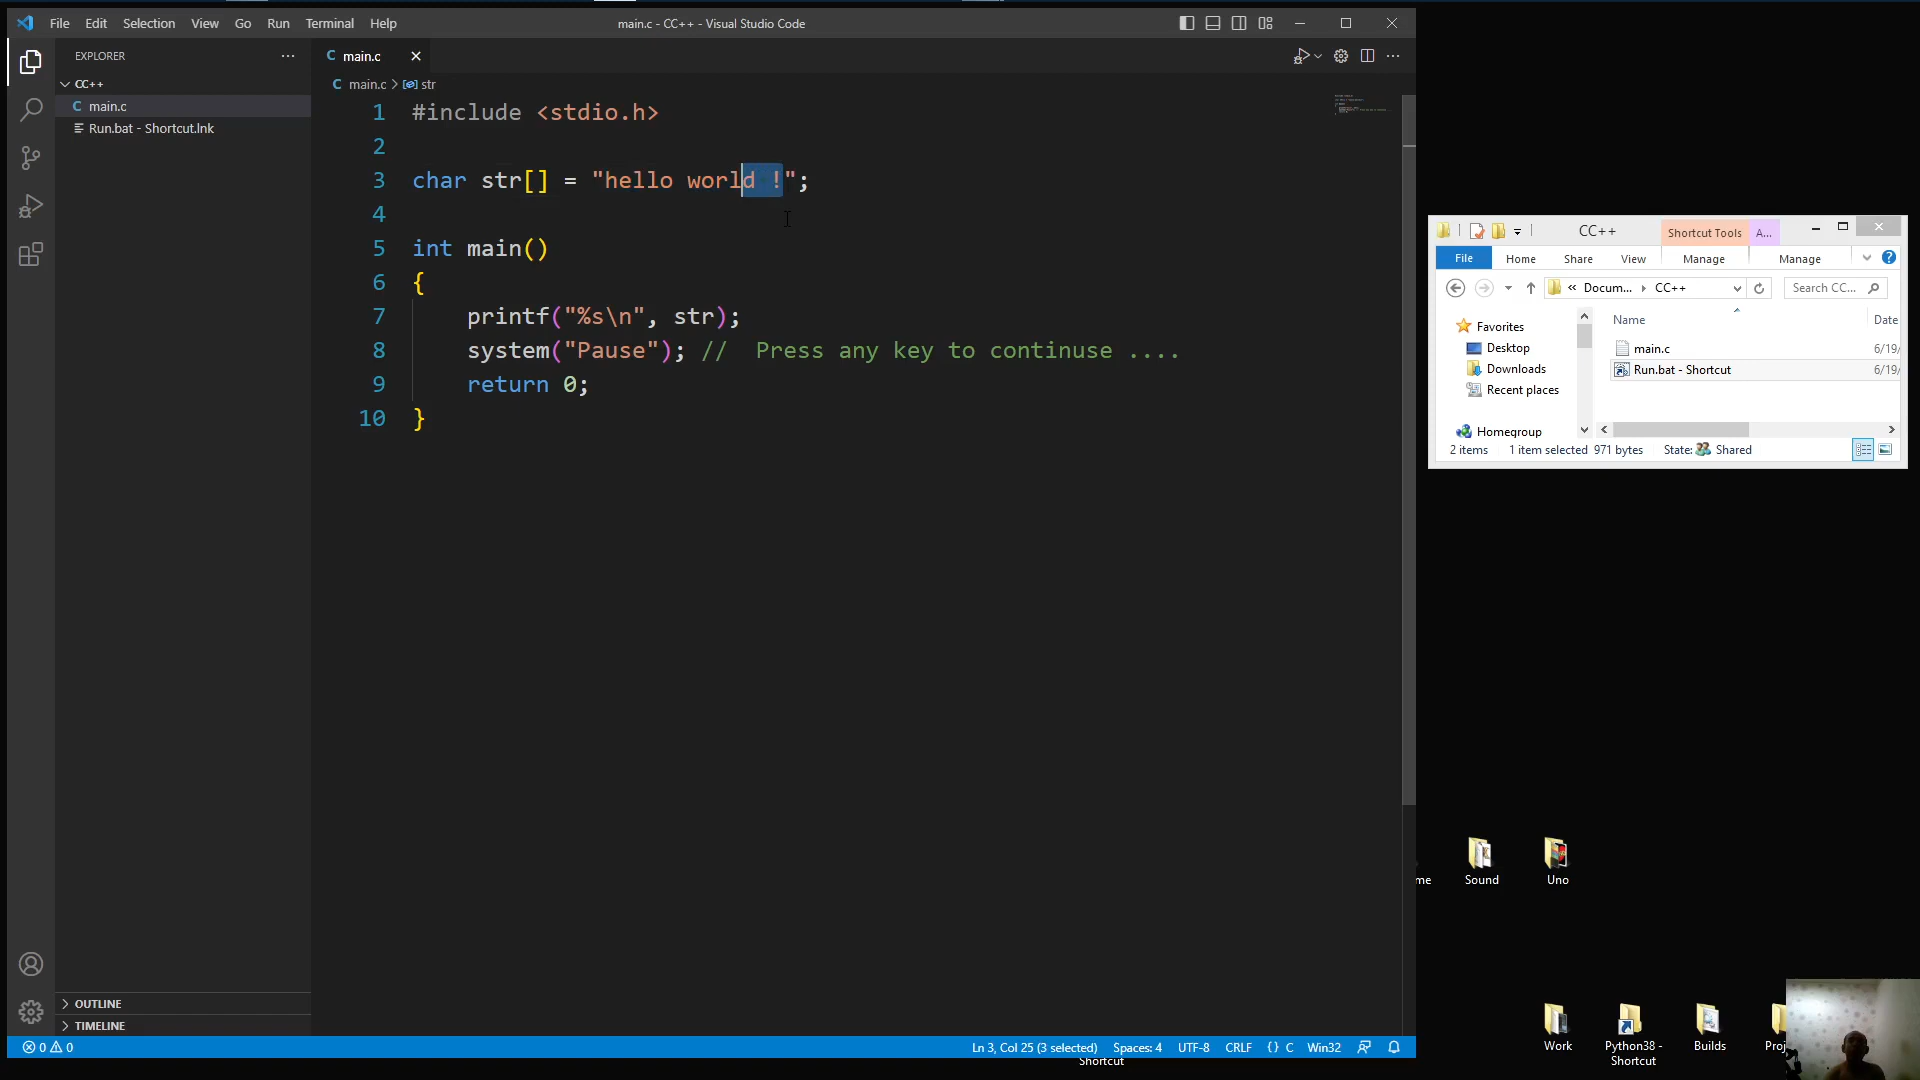 File Edit Selection View Go Run Terminal Help
main.c - CC++ - Visual Studio Code
EXPLORER
CC++
main.c
Run.bat - Shortcut.lnk
main.c
main.c > str
1 #include <stdio.h>
2
3 char str[] = "hello world !";
4
5 int main()
6 {
7 printf("%s\n", str);
8 system("Pause"); //  Press any key to continuse ....
9 return 0;
10 }
OUTLINE
TIMELINE
0 0
Ln 3, Col 25 (3 selected) Spaces: 4 UTF-8 CRLF {} C Win32
CC++
Shortcut Tools A...
File Home Share View Manage Manage
« Docum... CC++
Search CC...
Favorites
Desktop
Downloads
Recent places
Homegroup
Name Date
main.c 6/19/
Run.bat - Shortcut 6/19/
2 items 1 item selected 971 bytes State: Shared
me
Sound
Uno
Work
Python38 - Shortcut
Builds
Proj
Shortcut